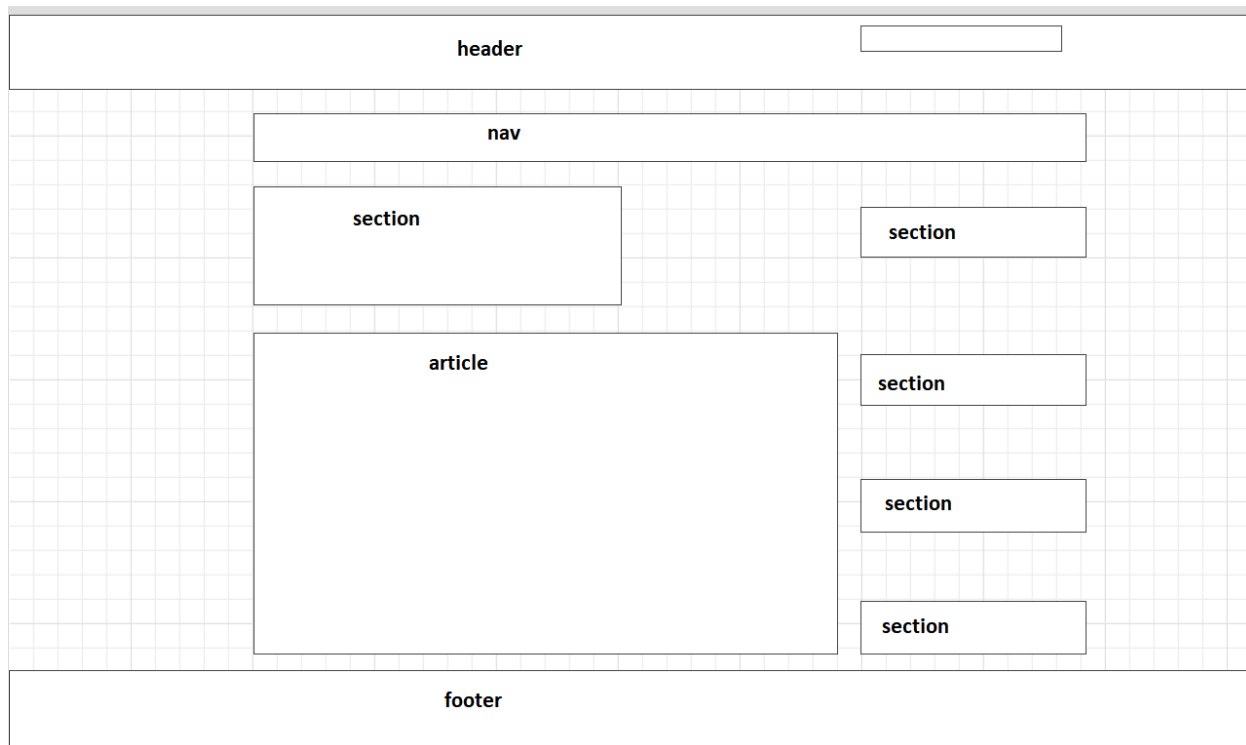 header
nav
section
section
article
section
section
section
footer